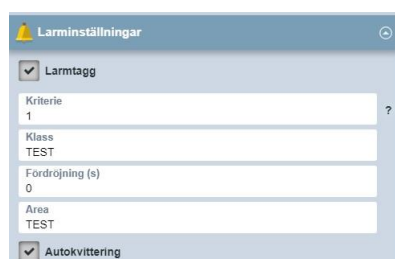 Larminställningar
Larmtagg
Kriterie
1
?
Klass
TEST
Fördröjning (s)
0
Area
TEST
Autokvittering